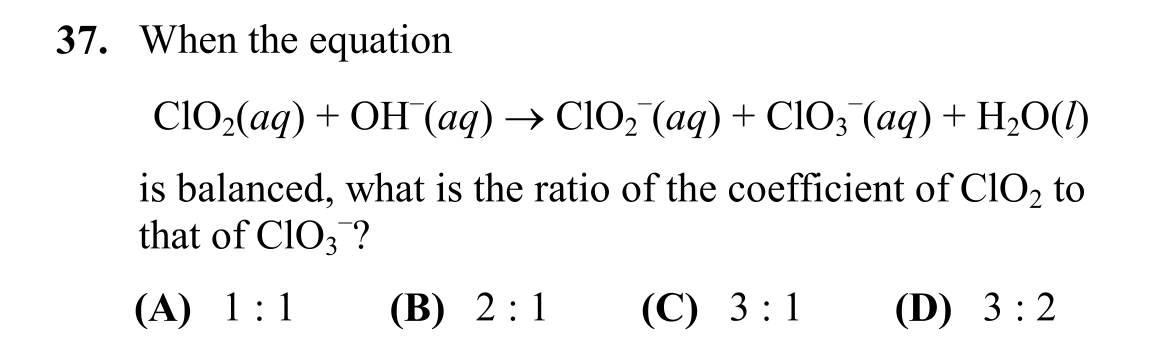 37. When the equation
ClO₂(aq) + OH⁻(aq) → ClO₂⁻(aq) + ClO₃⁻(aq) + H₂O(l)
is balanced, what is the ratio of the coefficient of ClO₂ to
that of ClO₃⁻?
(A) 1 : 1 (B) 2 : 1 (C) 3 : 1 (D) 3 : 2